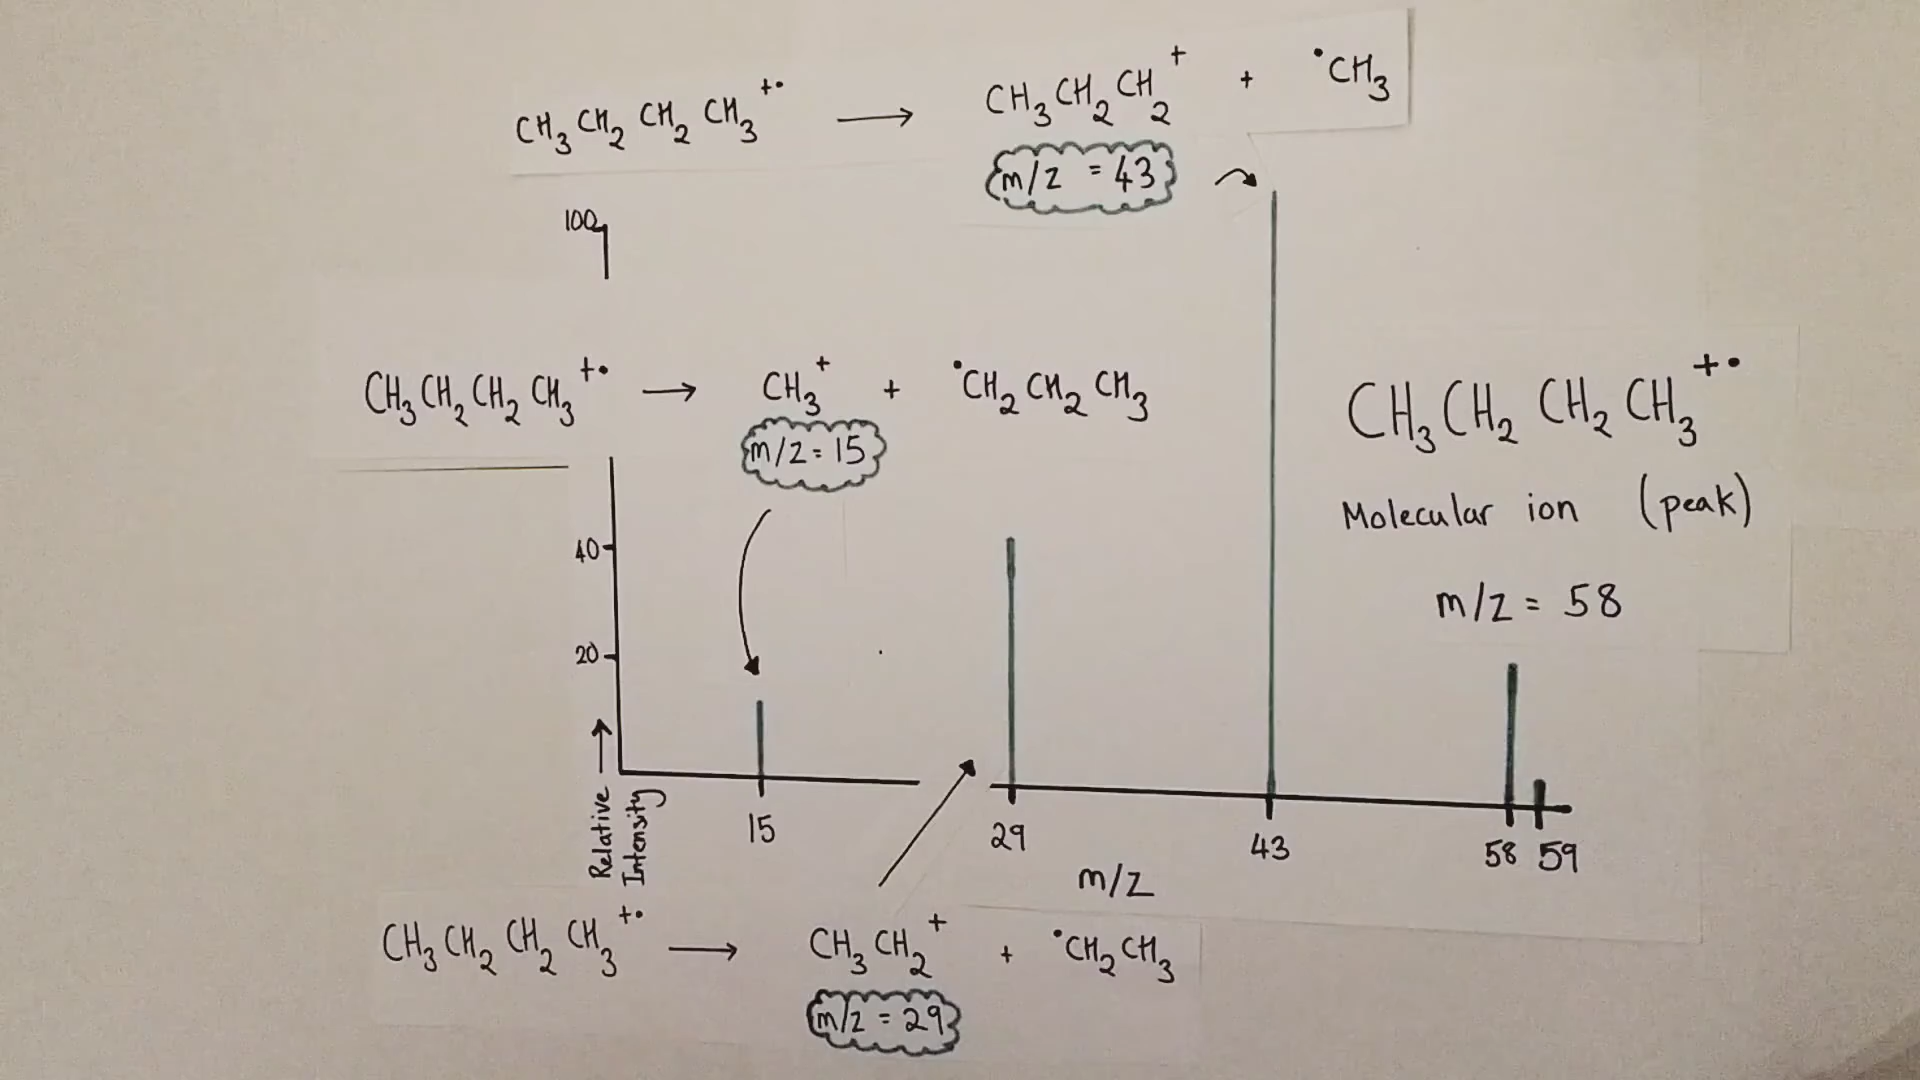 CH₃CH₂CH₂CH₃⁺• → CH₃CH₂CH₂⁺ + •CH₃
m/z = 43
100
CH₃CH₂CH₂CH₃⁺• → CH₃⁺ + •CH₂CH₂CH₃
m/z = 15
CH₃CH₂CH₂CH₃⁺•
Molecular ion (peak)
m/z = 58
40
20
Relative
Intensity
15 29 43 58 59
m/z
CH₃CH₂CH₂CH₃⁺• → CH₃CH₂⁺ + •CH₂CH₃
m/z = 29